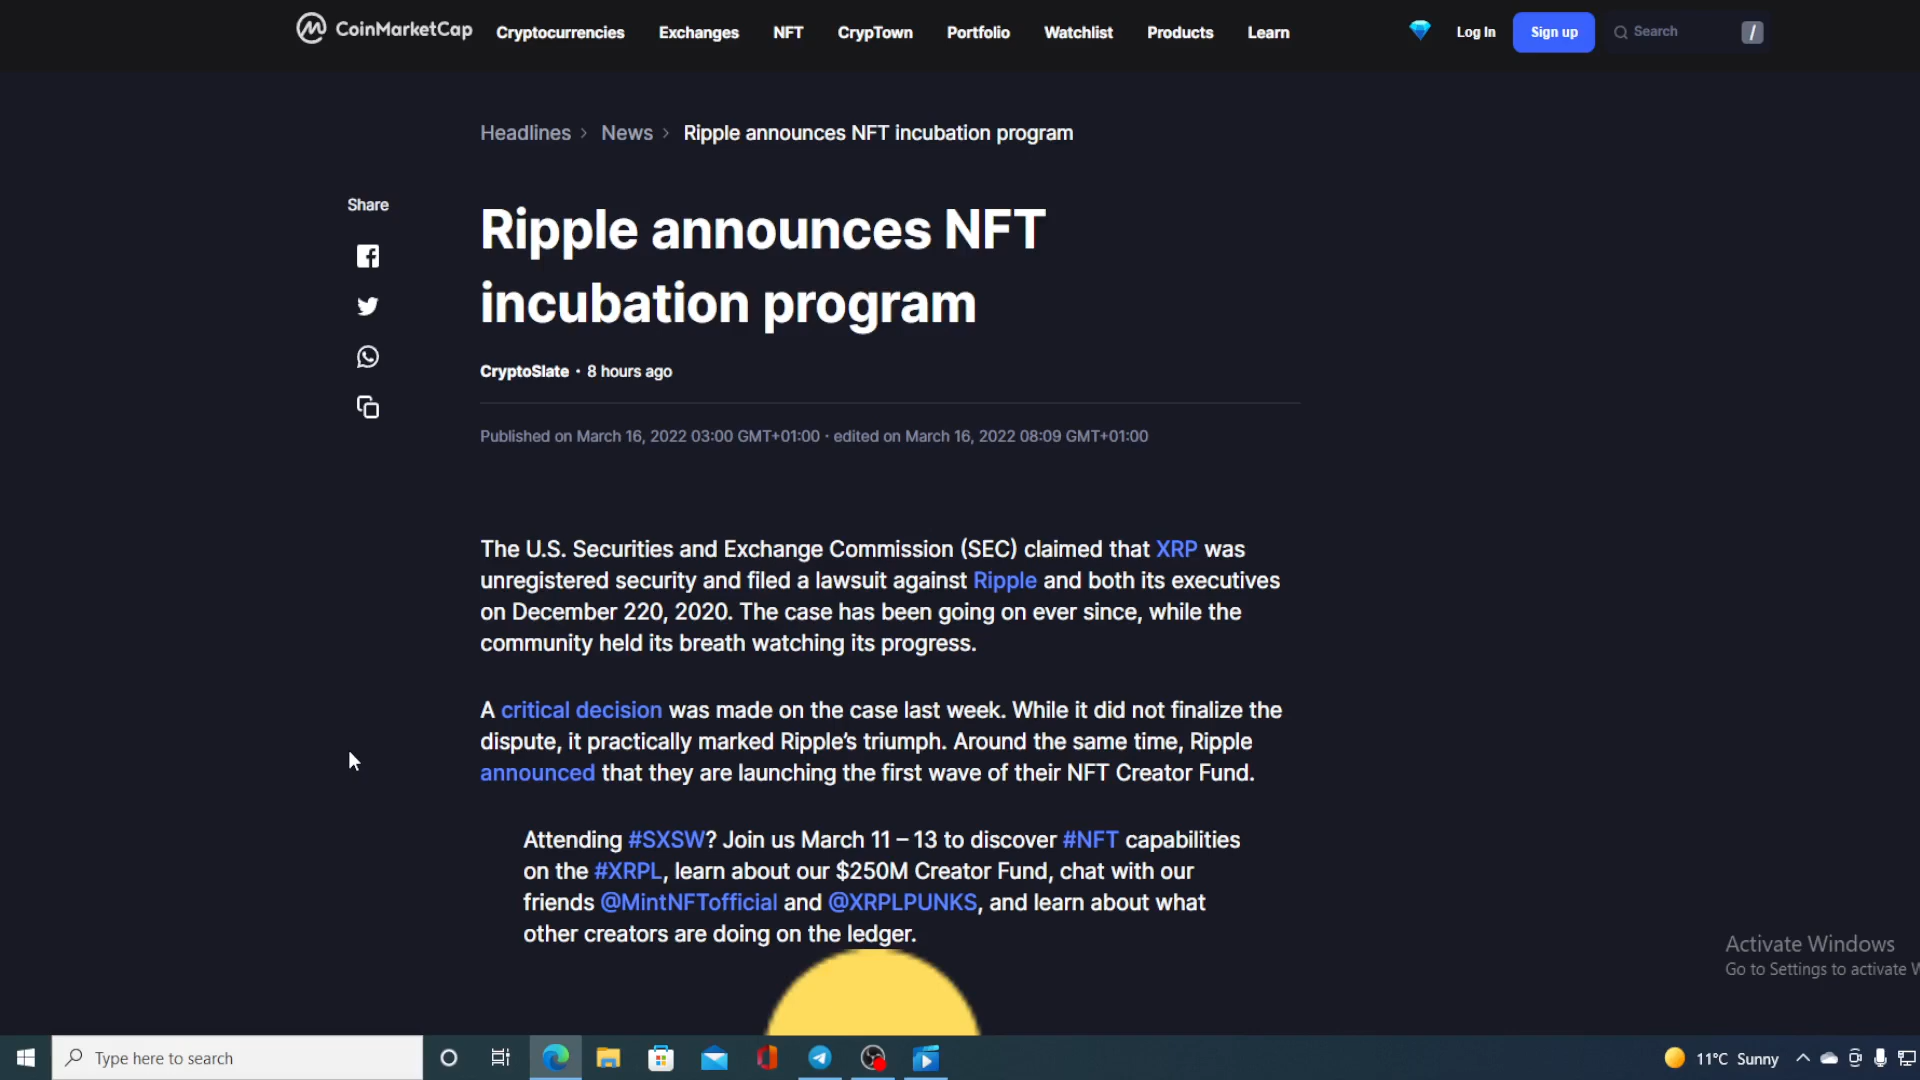 CoinMarketCap Cryptocurrencies Exchanges NFT CrypTown Portfolio Watchlist Products Learn Log In Sign up Search /
Headlines > News > Ripple announces NFT incubation program
Share
Ripple announces NFT
incubation program
CryptoSlate · 8 hours ago
Published on March 16, 2022 03:00 GMT+01:00 · edited on March 16, 2022 08:09 GMT+01:00
The U.S. Securities and Exchange Commission (SEC) claimed that XRP was
unregistered security and filed a lawsuit against Ripple and both its executives
on December 220, 2020. The case has been going on ever since, while the
community held its breath watching its progress.
A critical decision was made on the case last week. While it did not finalize the
dispute, it practically marked Ripple’s triumph. Around the same time, Ripple
announced that they are launching the first wave of their NFT Creator Fund.
Attending #SXSW? Join us March 11 – 13 to discover #NFT capabilities
on the #XRPL, learn about our $250M Creator Fund, chat with our
friends @MintNFTofficial and @XRPLPUNKS, and learn about what
other creators are doing on the ledger.
Activate Windows
Go to Settings to activate W
Type here to search
11°C Sunny